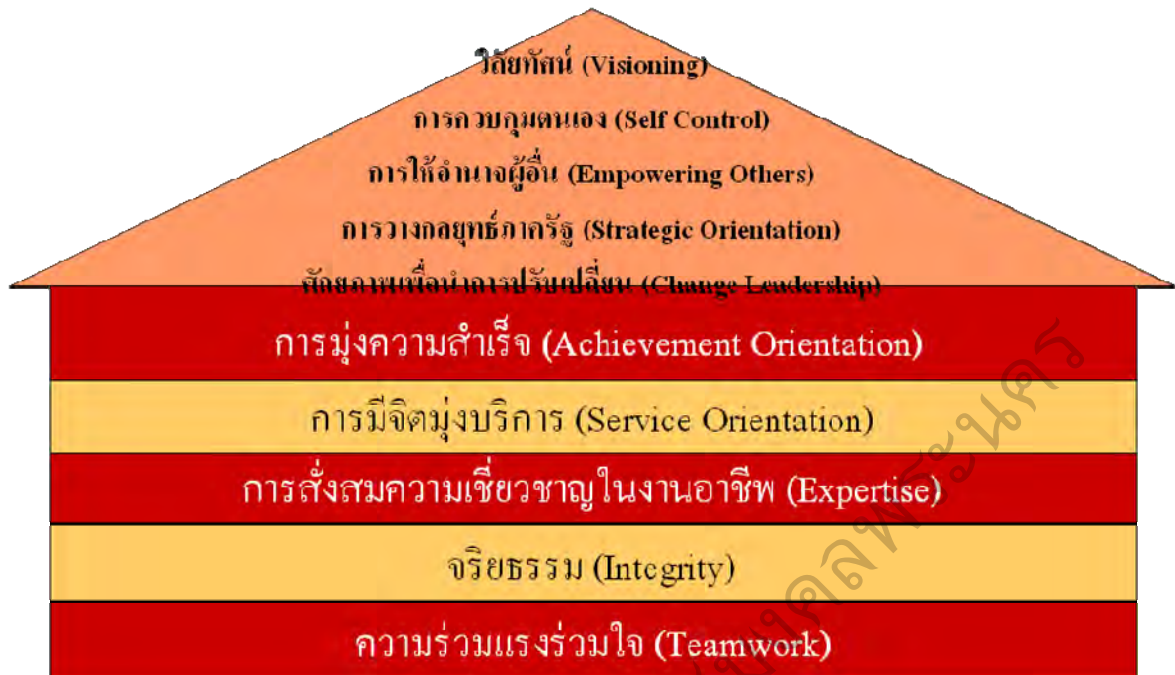 วิสัยทัศน์ (Visioning)
การควบคุมตนเอง (Self Control)
การให้อำนาจผู้อื่น (Empowering Others)
การวางกลยุทธ์ภาครัฐ (Strategic Orientation)
ศักยภาพเพื่อนำการปรับเปลี่ยน (Change Leadership)
การมุ่งความสำเร็จ (Achievement Orientation)
การมีจิตมุ่งบริการ (Service Orientation)
การสั่งสมความเชี่ยวชาญในงานอาชีพ (Expertise)
จริยธรรม (Integrity)
ความร่วมแรงร่วมใจ (Teamwork)